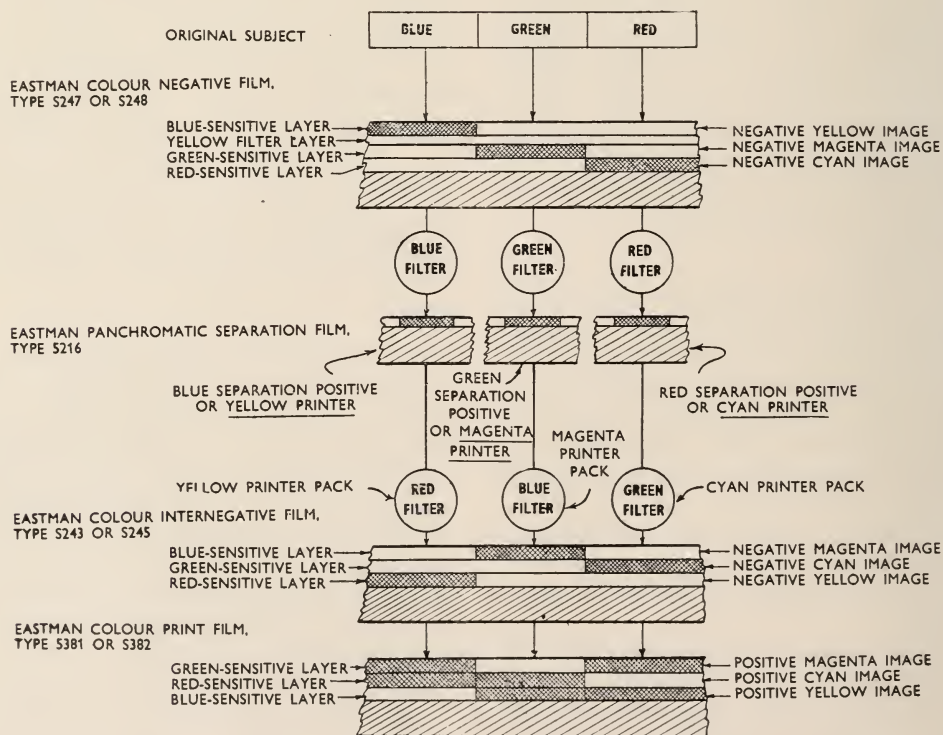 ORIGINAL SUBJECT
BLUE
GREEN
RED
EASTMAN COLOUR NEGATIVE FILM,
TYPE 5247 OR 5248
BLUE-SENSITIVE LAYER
YELLOW FILTER LAYER
GREEN-SENSITIVE LAYER
RED-SENSITIVE LAYER
NEGATIVE YELLOW IMAGE
NEGATIVE MAGENTA IMAGE
NEGATIVE CYAN IMAGE
BLUE
FILTER
GREEN
FILTER
RED
FILTER
EASTMAN PANCHROMATIC SEPARATION FILM,
TYPE 5216
BLUE SEPARATION POSITIVE
OR YELLOW PRINTER
GREEN
SEPARATION
POSITIVE
OR MAGENTA
PRINTER
RED SEPARATION POSITIVE
OR CYAN PRINTER
MAGENTA
PRINTER
PACK
YELLOW PRINTER PACK
RED
FILTER
BLUE
FILTER
GREEN
FILTER
CYAN PRINTER PACK
EASTMAN COLOUR INTERNEGATIVE FILM,
TYPE 5243 OR 5245
BLUE-SENSITIVE LAYER
GREEN-SENSITIVE LAYER
RED-SENSITIVE LAYER
NEGATIVE MAGENTA IMAGE
NEGATIVE CYAN IMAGE
NEGATIVE YELLOW IMAGE
EASTMAN COLOUR PRINT FILM,
TYPE 5381 OR 5382
GREEN-SENSITIVE LAYER
RED-SENSITIVE LAYER
BLUE-SENSITIVE LAYER
POSITIVE MAGENTA IMAGE
POSITIVE CYAN IMAGE
POSITIVE YELLOW IMAGE